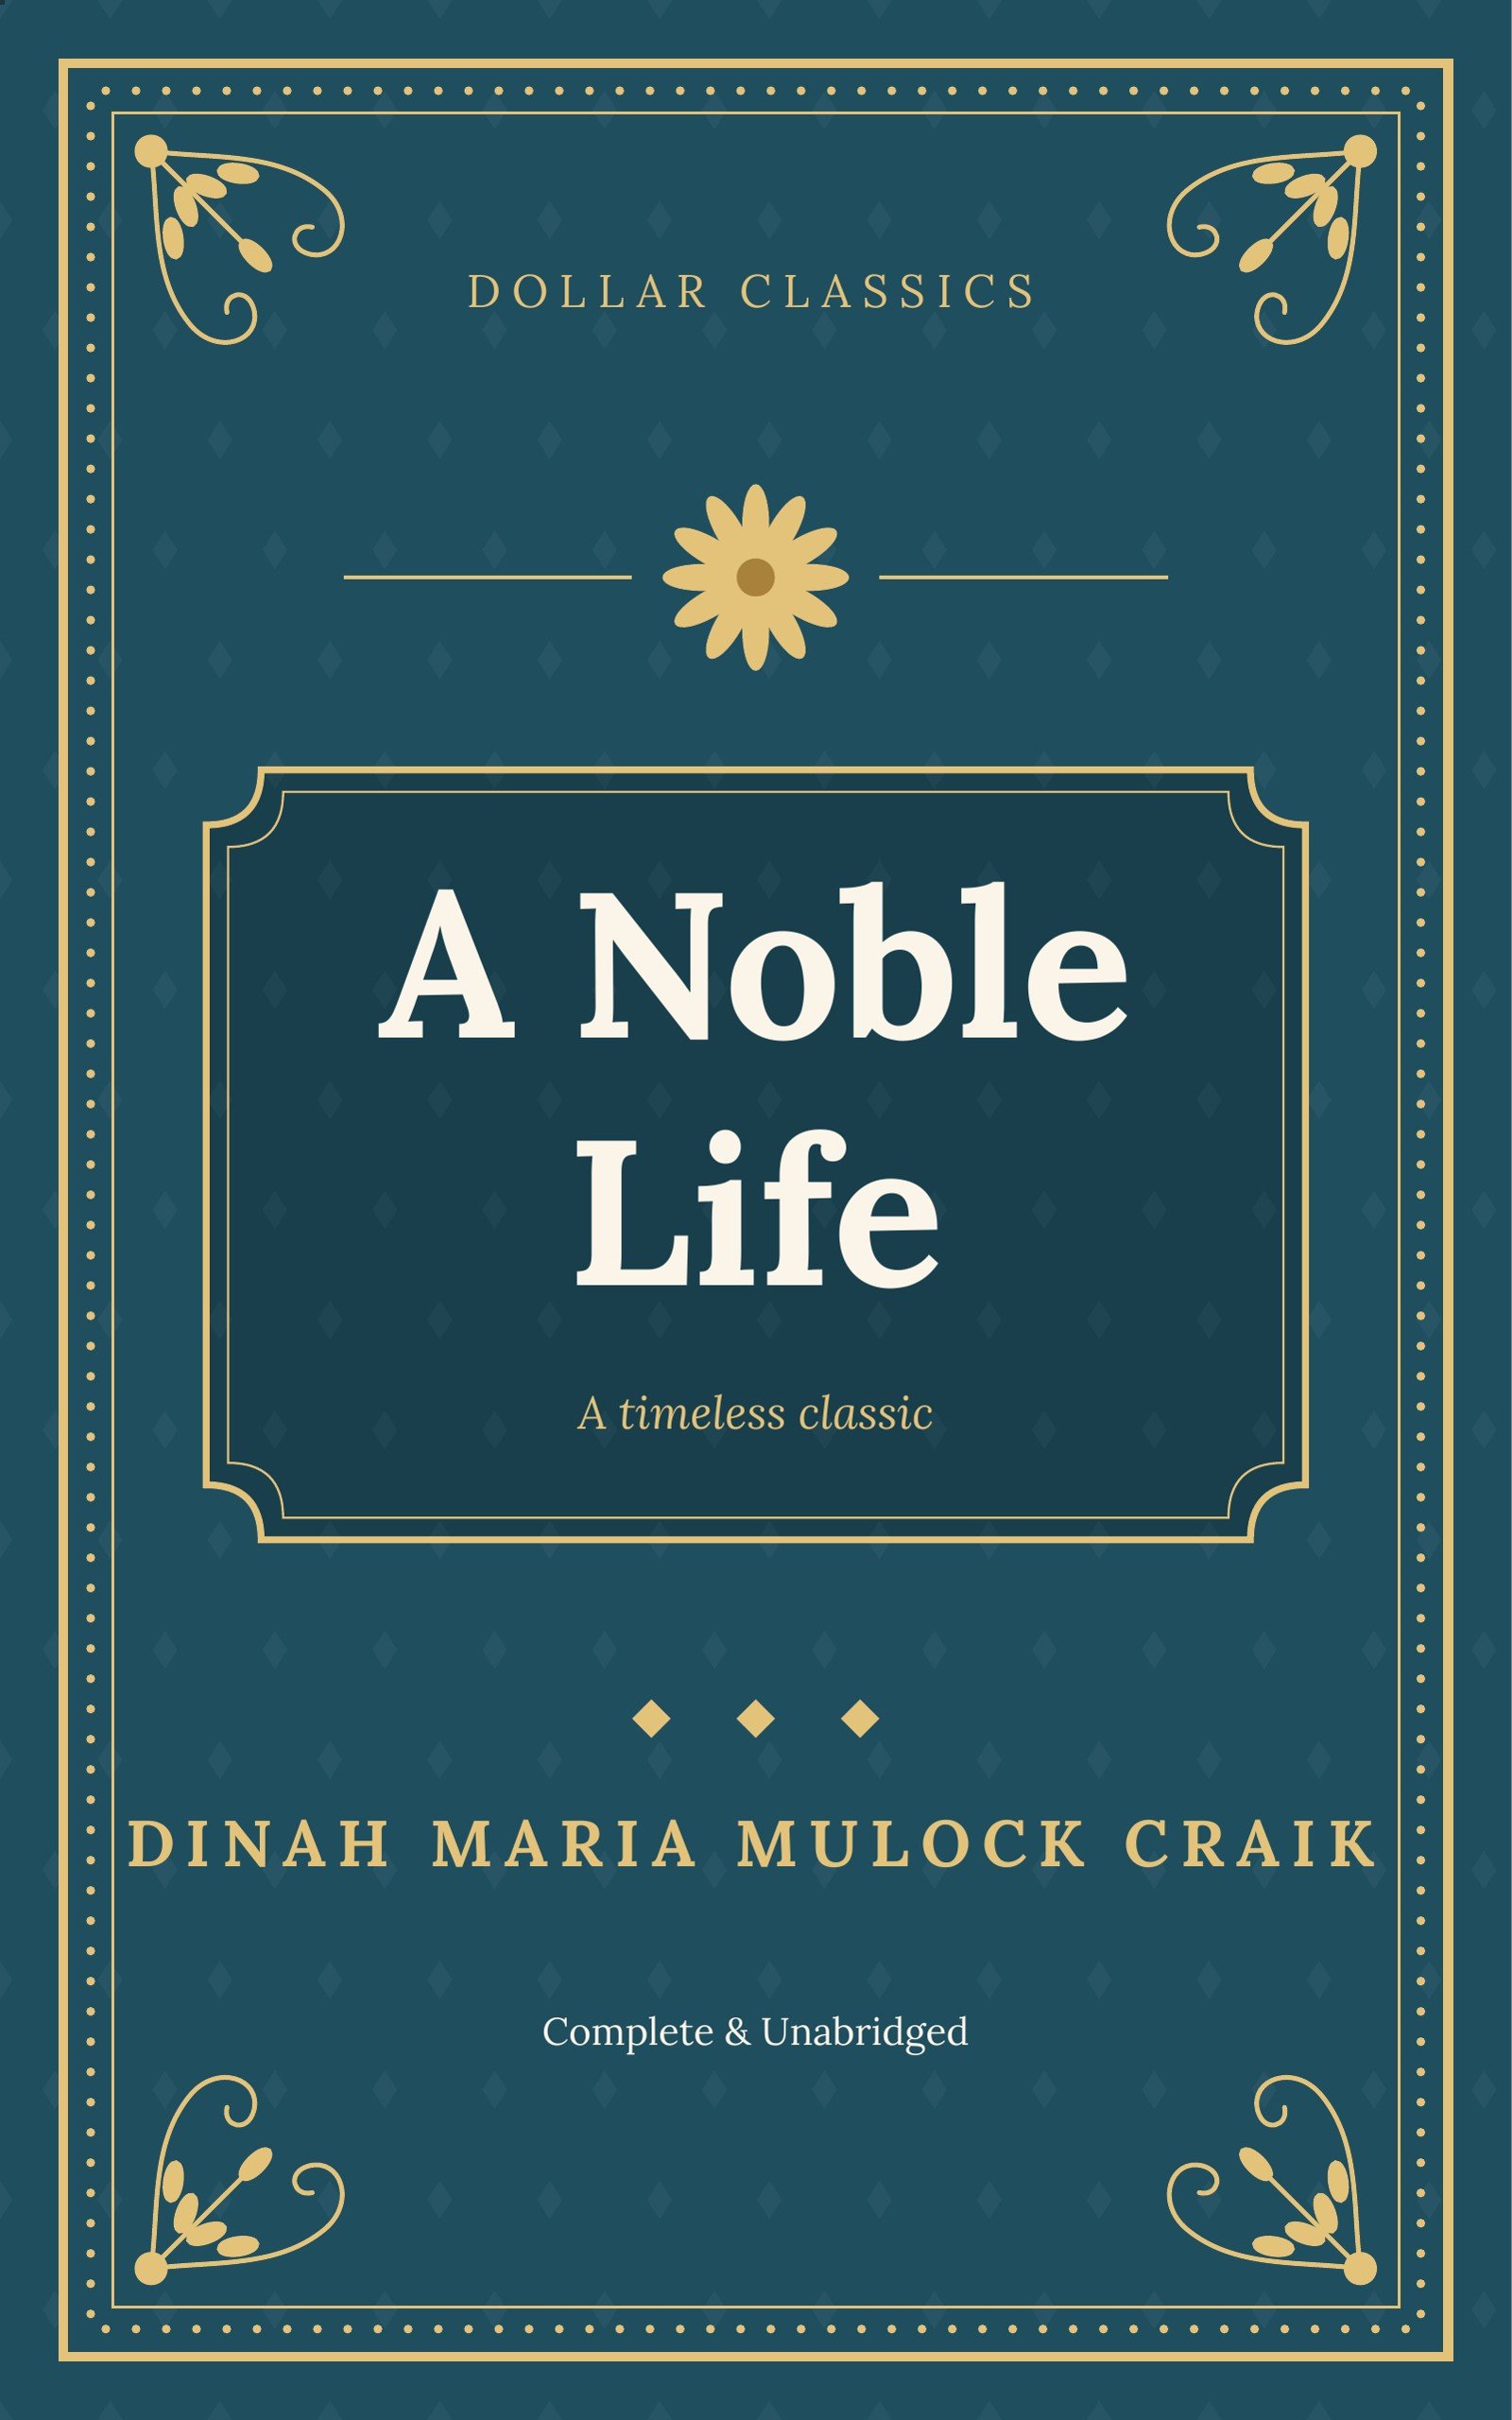 DOLLAR CLASSICS
A Noble
Life
A timeless classic
DINAH MARIA MULOCK CRAIK
Complete & Unabridged